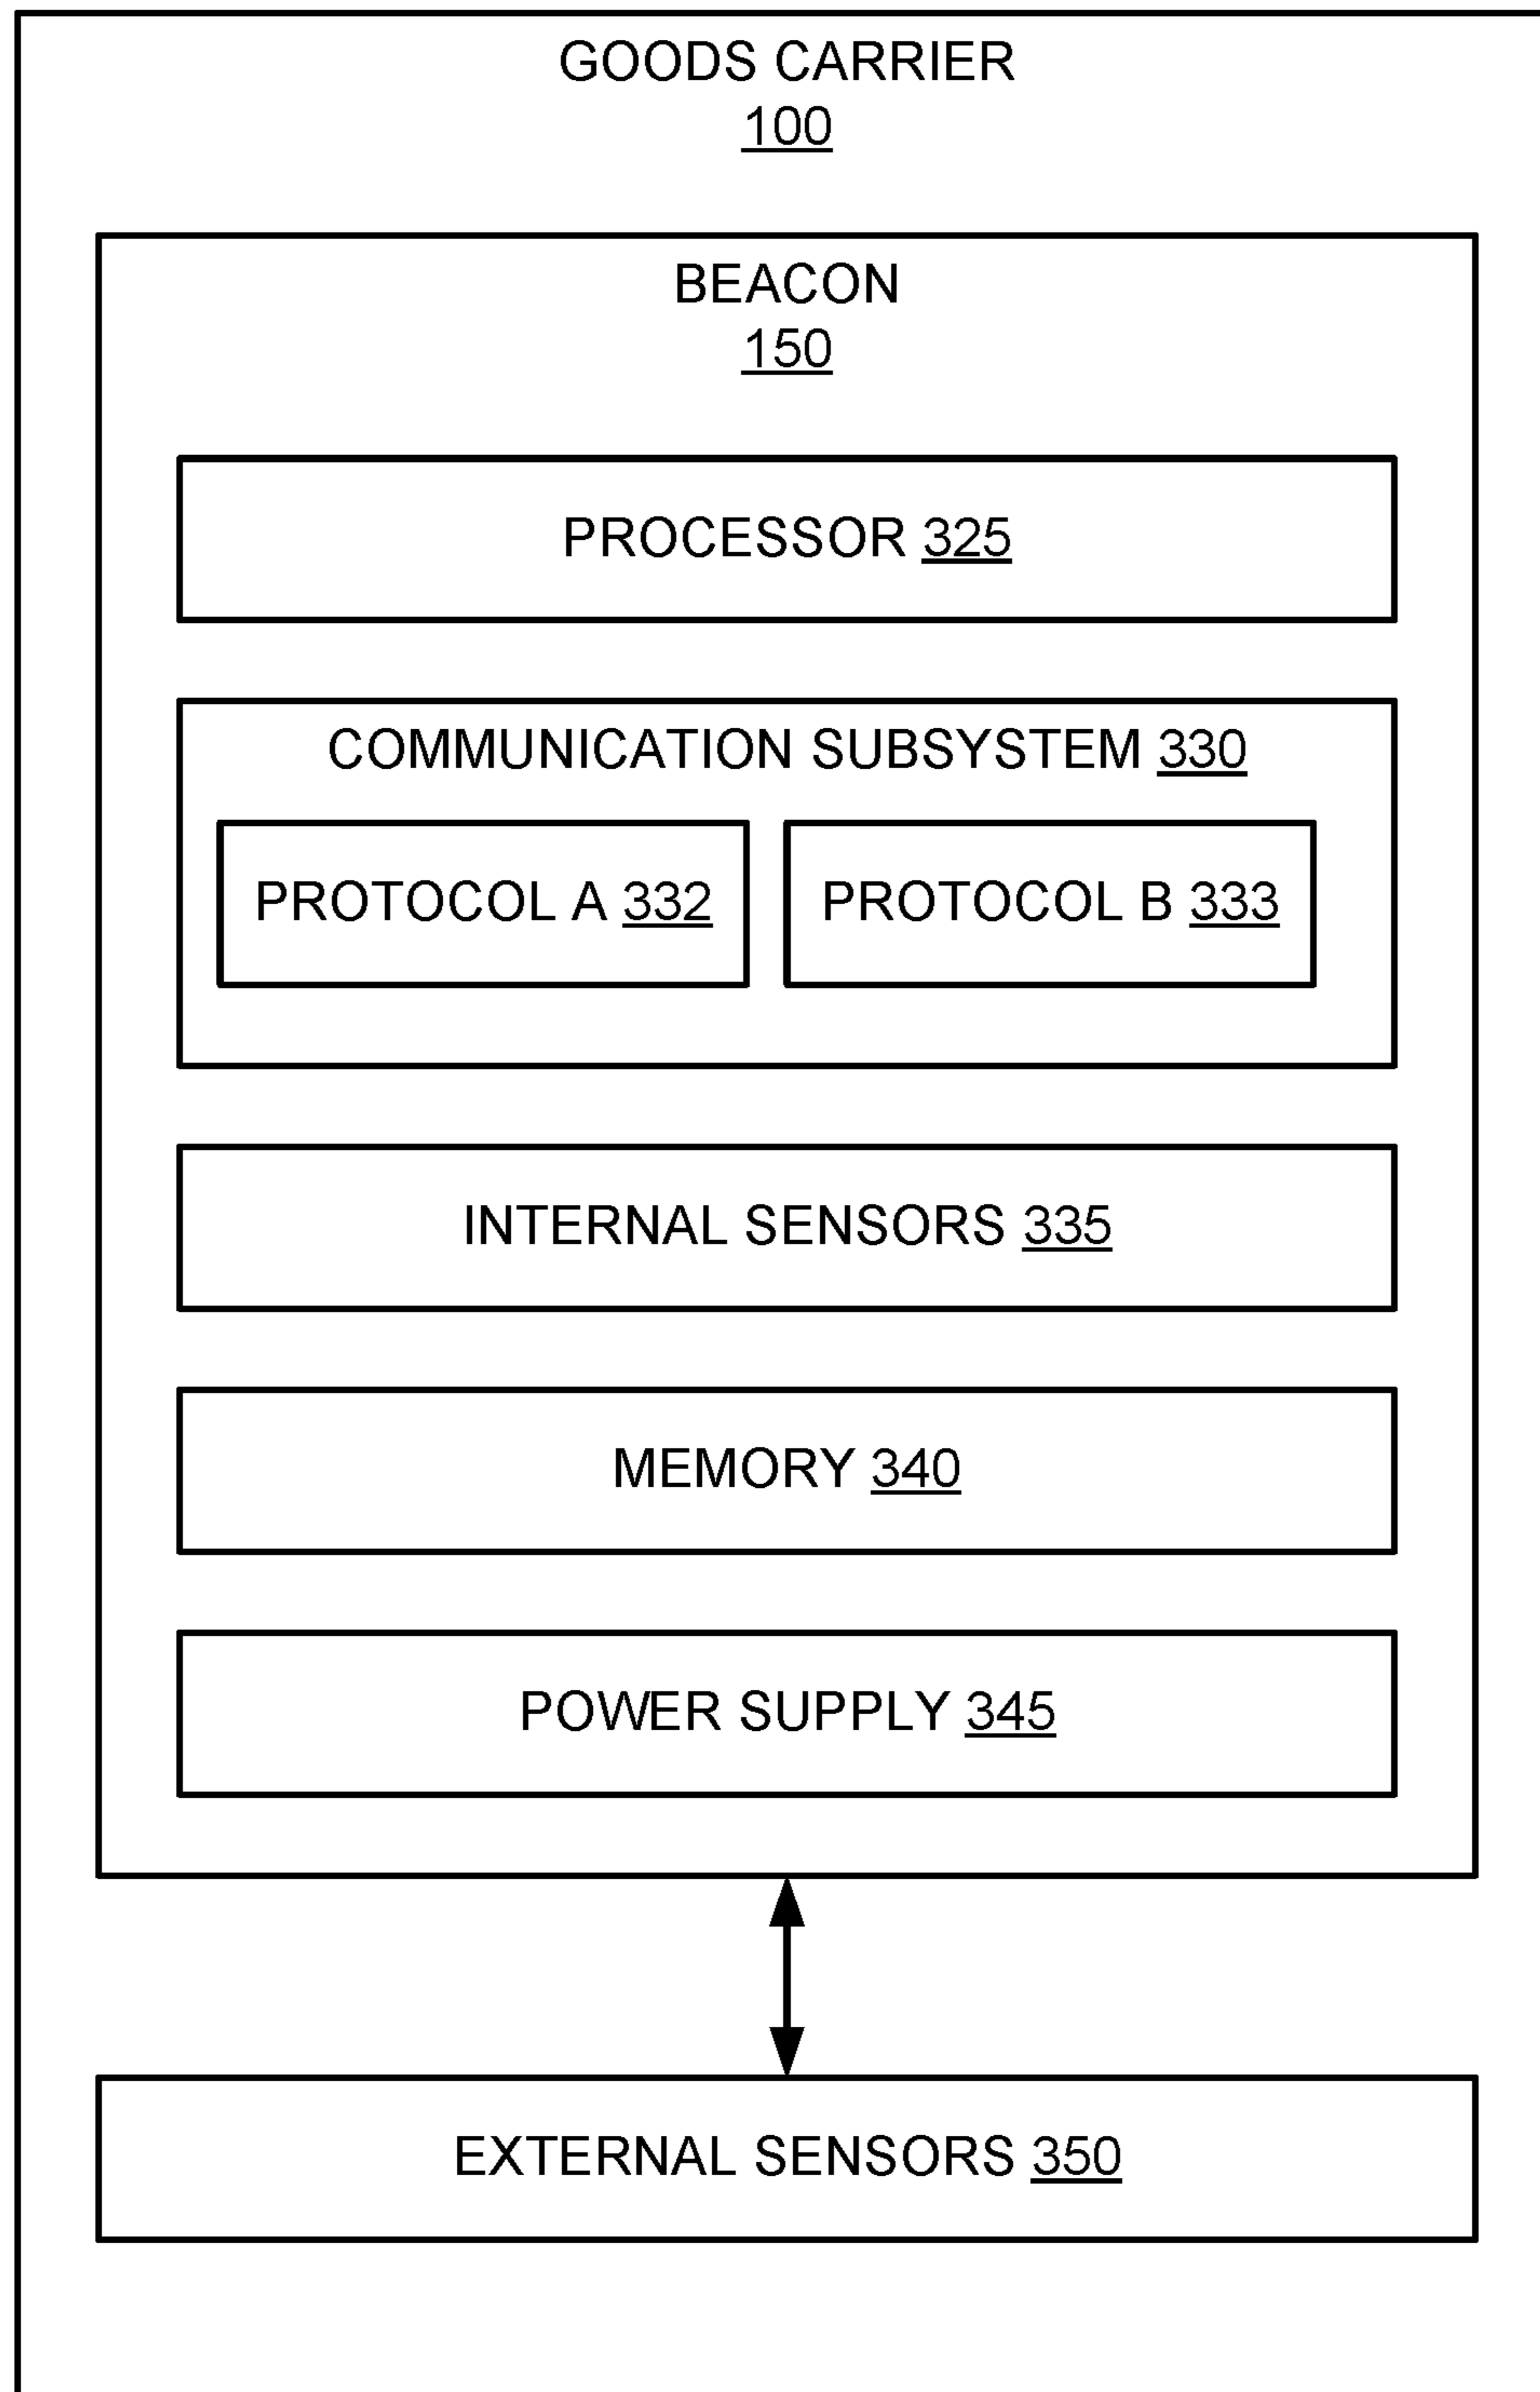 GOODS CARRIER
100
BEACON
150
PROCESSOR 325
COMMUNICATION SUBSYSTEM 330
PROTOCOL A 332
PROTOCOL B 333
INTERNAL SENSORS 335
MEMORY 340
POWER SUPPLY 345
EXTERNAL SENSORS 350